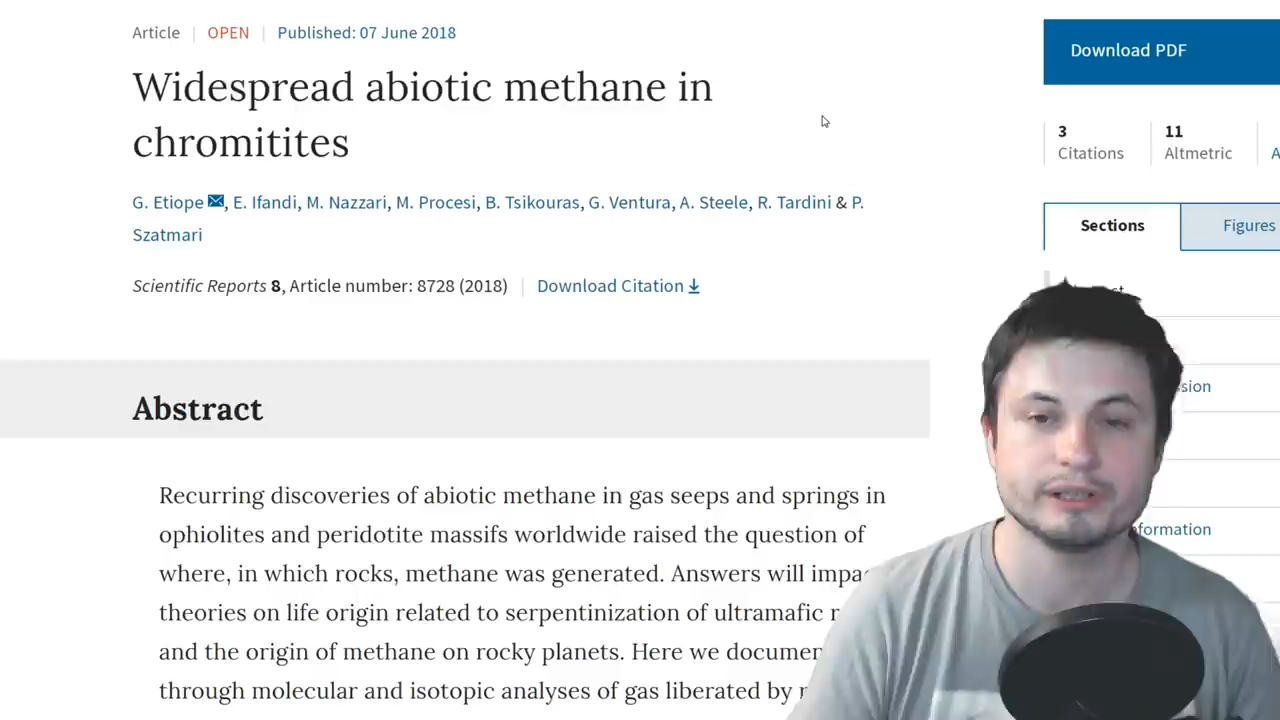 Article OPEN Published: 07 June 2018
Widespread abiotic methane in
chromitites
G. Etiope, E. Ifandi, M. Nazzari, M. Procesi, B. Tsikouras, G. Ventura, A. Steele, R. Tardini & P.
Szatmari
Scientific Reports 8, Article number: 8728 (2018) Download Citation
Abstract
Recurring discoveries of abiotic methane in gas seeps and springs in
ophiolites and peridotite massifs worldwide raised the question of
where, in which rocks, methane was generated. Answers will
theories on life origin related to serpentinization of ultramafic
and the origin of methane on rocky planets. Here we
through molecular and isotopic analyses of gas liberated by
Download PDF
3 11
Citations Altmetric
Sections Figures